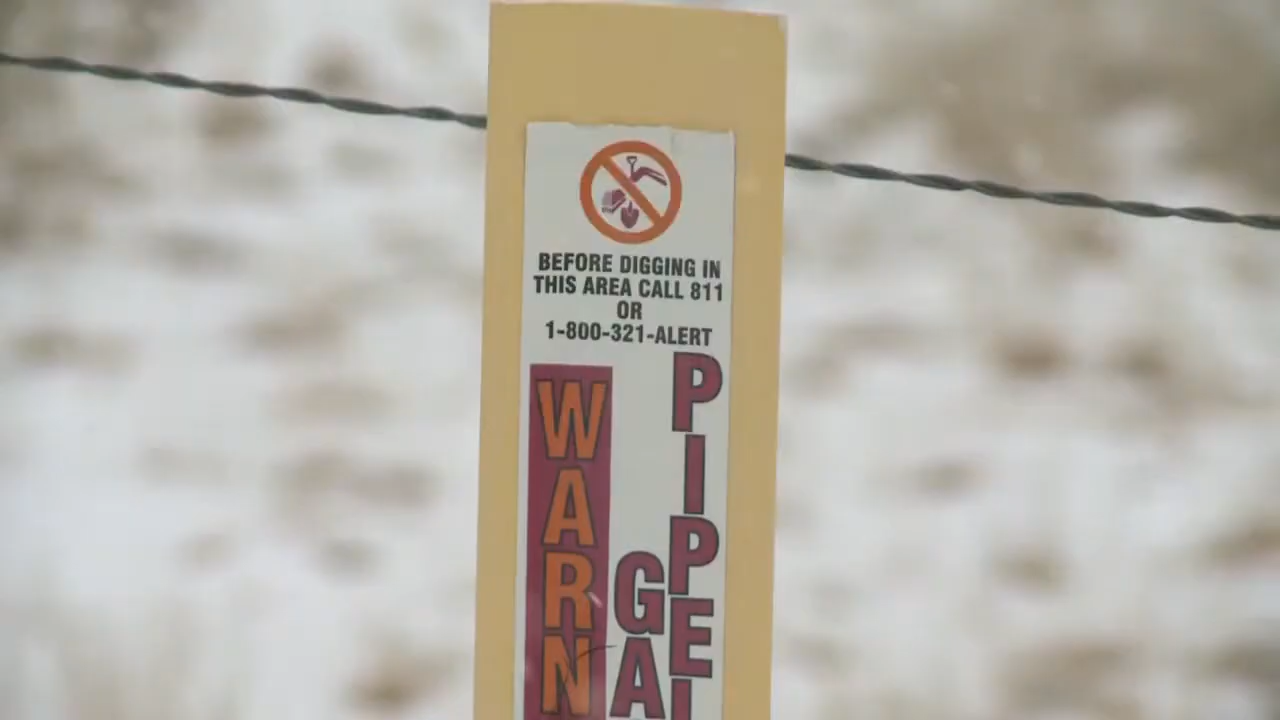 BEFORE DIGGING IN
THIS AREA CALL 811
OR
1-800-321-ALERT
WARN
GA
PIPEL